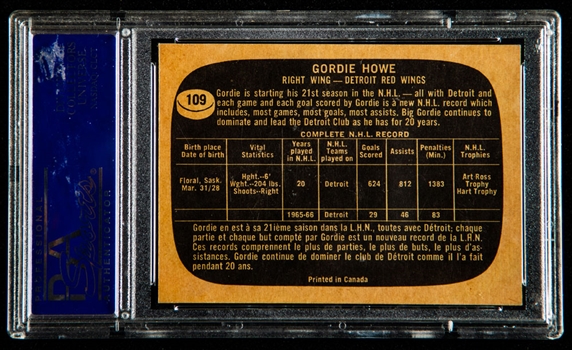 GORDIE HOWE
RIGHT WING — DETROIT RED WINGS
109
Gordie is starting his 21st season in the N.H.L. — all with Detroit and
each game and each goal scored by Gordie is a new N.H.L. record which
includes, most games, most goals, most assists. Big Gordie continues to
dominate and lead the Detroit Club as he has for 20 years.
COMPLETE N.H.L. RECORD
Birth place Date of birth Vital Statistics Years played in N.H.L. N.H.L. Teams played on Goals Scored Assists Penalties (Min.) N.H.L. Trophies
Floral, Sask. Hght.--6' Art Ross
Mar. 31/28 Wght.--204 lbs. 20 Detroit 624 812 1383 Trophy
Shoots--Right Hart Trophy
1965-66 Detroit 29 46 83
Gordie en est à sa 21ième saison dans la L.H.N., toutes avec Détroit; chaque
partie et chaque but compté par Gordie est un nouveau record de la L.H.N.
Ces records comprennent le plus de parties, le plus de buts, le plus d'as-
sistances. Gordie continue de dominer le club de Détroit comme il l'a fait
pendant 20 ans.
Printed in Canada
PSA
AUTHENTICATOR